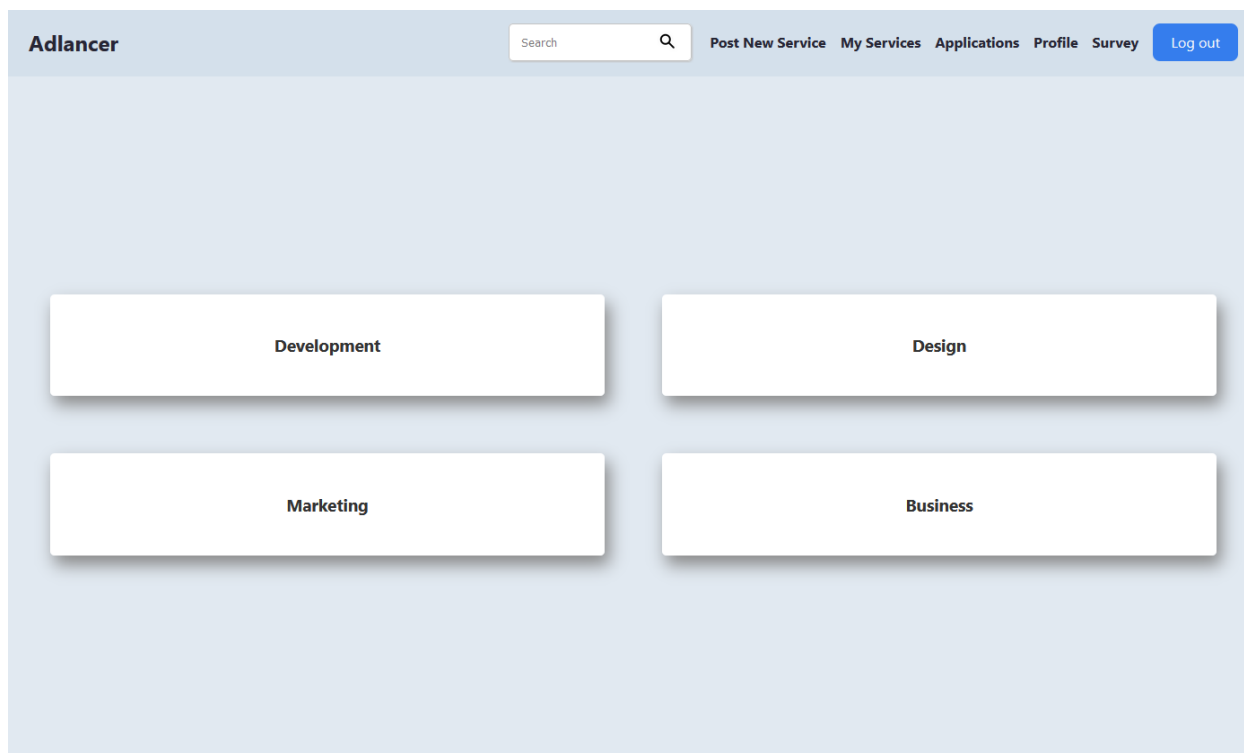 Adlancer Search Post New Service My Services Applications Profile Survey Log out
Development Design
Marketing Business